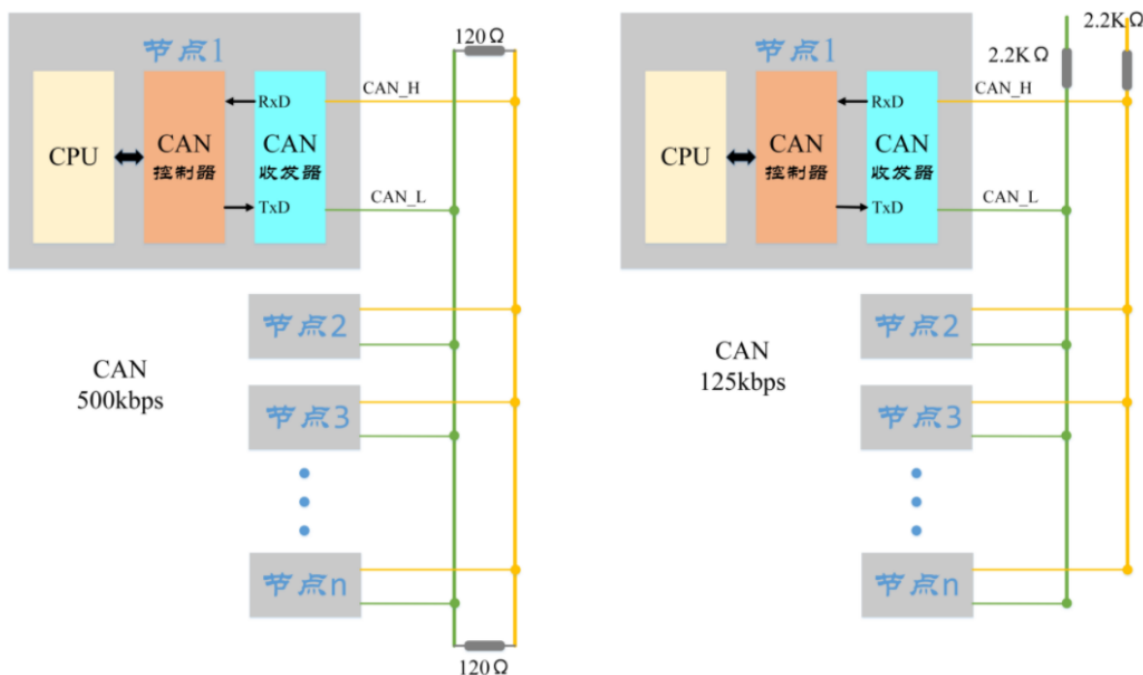 120Ω
节点1
CAN_H
RxD
CPU
CAN
控制器
CAN
收发器
CAN_L
TxD
节点2
CAN
500kbps
节点3
节点n
120Ω
2.2KΩ
2.2KΩ
节点1
CAN_H
RxD
CPU
CAN
控制器
CAN
收发器
CAN_L
TxD
节点2
CAN
125kbps
节点3
节点n